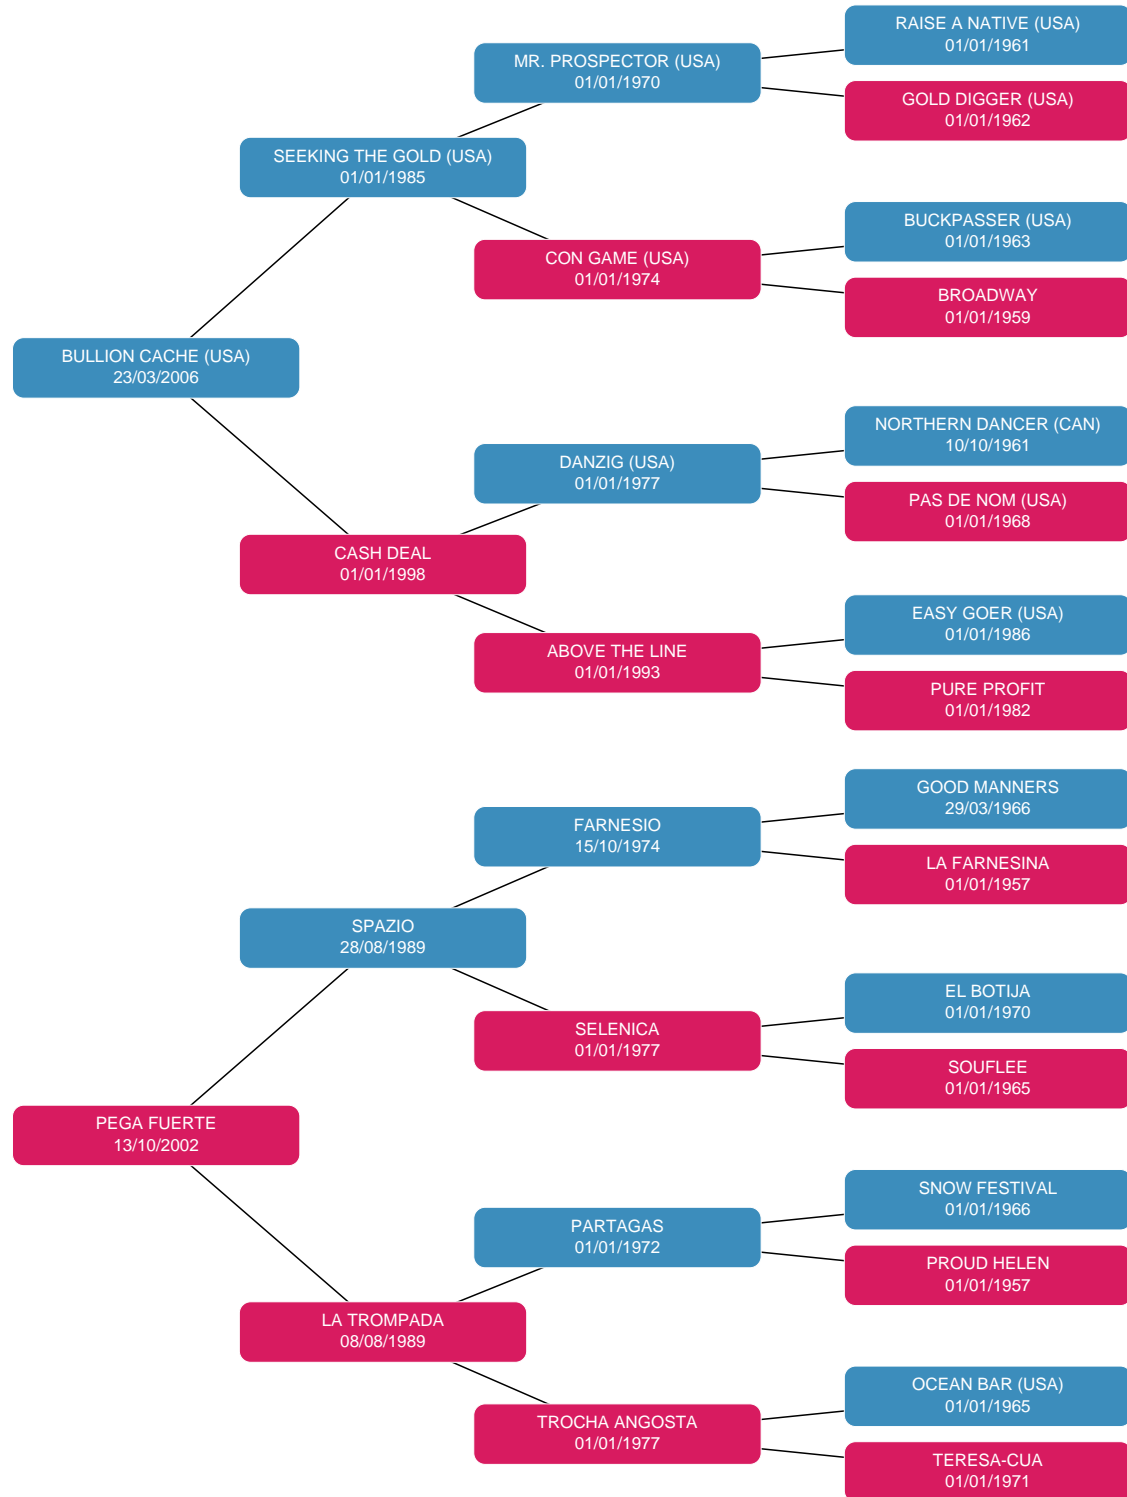 RAISE A NATIVE (USA)
01/01/1961
MR. PROSPECTOR (USA)
01/01/1970
GOLD DIGGER (USA)
01/01/1962
SEEKING THE GOLD (USA)
01/01/1985
BUCKPASSER (USA)
01/01/1963
CON GAME (USA)
01/01/1974
BROADWAY
01/01/1959
BULLION CACHE (USA)
23/03/2006
NORTHERN DANCER (CAN)
10/10/1961
DANZIG (USA)
01/01/1977
PAS DE NOM (USA)
01/01/1968
CASH DEAL
01/01/1998
EASY GOER (USA)
01/01/1986
ABOVE THE LINE
01/01/1993
PURE PROFIT
01/01/1982
GOOD MANNERS
29/03/1966
FARNESIO
15/10/1974
LA FARNESINA
01/01/1957
SPAZIO
28/08/1989
EL BOTIJA
01/01/1970
SELENICA
01/01/1977
SOUFLEE
01/01/1965
PEGA FUERTE
13/10/2002
SNOW FESTIVAL
01/01/1966
PARTAGAS
01/01/1972
PROUD HELEN
01/01/1957
LA TROMPADA
08/08/1989
OCEAN BAR (USA)
01/01/1965
TROCHA ANGOSTA
01/01/1977
TERESA-CUA
01/01/1971